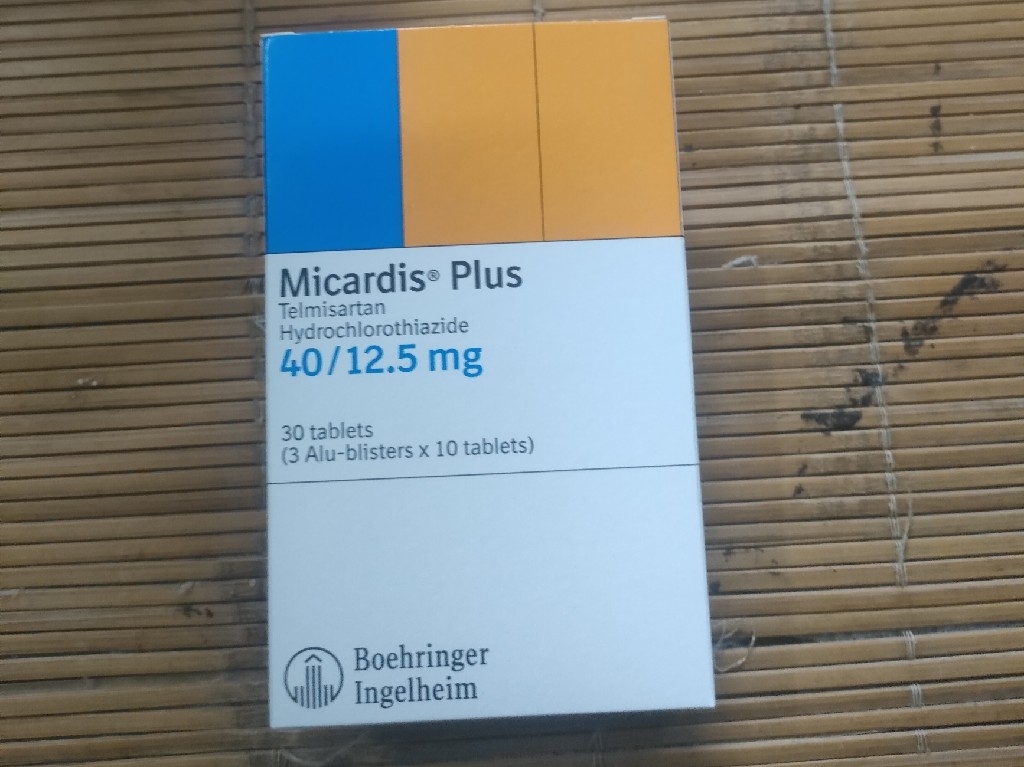 Micardis® Plus
Telmisartan
Hydrochlorothiazide
40/12.5 mg
30 tablets
(3 Alu-blisters x 10 tablets)
Boehringer
Ingelheim